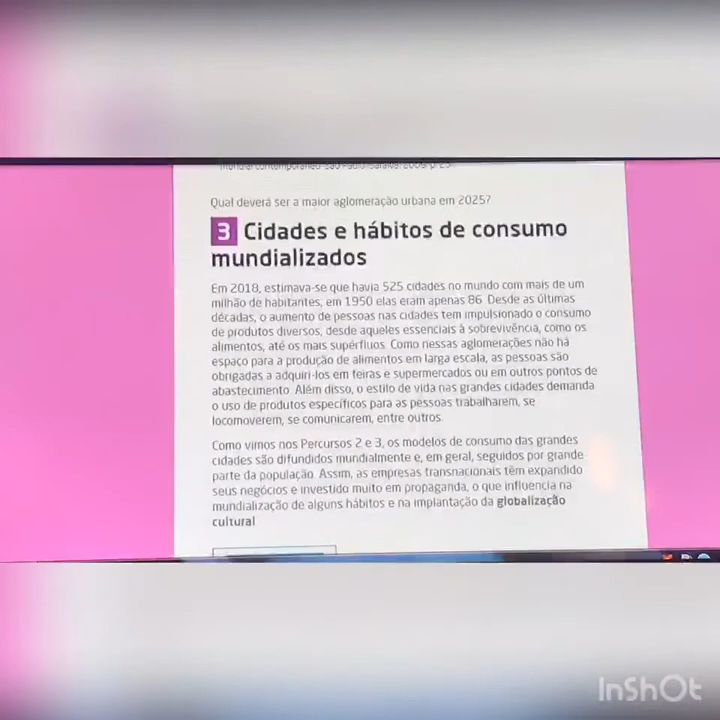 mundial contemporâneo. São Paulo: Saraiva, 2009. p. 25.
Qual deverá ser a maior aglomeração urbana em 2025?
3 Cidades e hábitos de consumo
mundializados
Em 2018, estimava-se que havia 525 cidades no mundo com mais de um
milhão de habitantes; em 1950 elas eram apenas 86. Desde as últimas
décadas, o aumento de pessoas nas cidades tem impulsionado o consumo
de produtos diversos, desde aqueles essenciais à sobrevivência, como os
alimentos, até os mais supérfluos. Como nessas aglomerações não há
espaço para a produção de alimentos em larga escala, as pessoas são
obrigadas a adquiri-los em feiras e supermercados ou em outros pontos de
abastecimento. Além disso, o estilo de vida nas grandes cidades demanda
o uso de produtos específicos para as pessoas trabalharem, se
locomoverem, se comunicarem, entre outros.
Como vimos nos Percursos 2 e 3, os modelos de consumo das grandes
cidades são difundidos mundialmente e, em geral, seguidos por grande
parte da população. Assim, as empresas transnacionais têm expandido
seus negócios e investido muito em propaganda, o que influencia na
mundialização de alguns hábitos e na implantação da globalização
cultural
InShOt